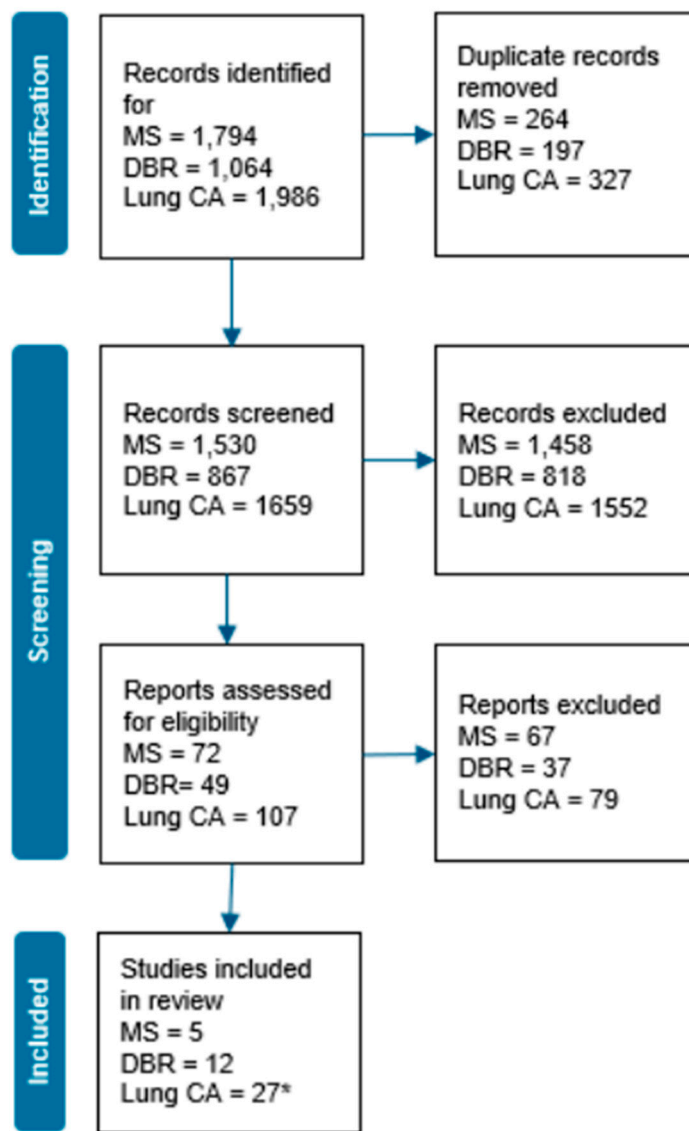 Identification
Records identified
for
MS = 1,794
DBR = 1,064
Lung CA = 1,986
Duplicate records
removed
MS = 264
DBR = 197
Lung CA = 327
Screening
Records screened
MS = 1,530
DBR = 867
Lung CA = 1659
Records excluded
MS = 1,458
DBR = 818
Lung CA = 1552
Reports assessed
for eligibility
MS = 72
DBR= 49
Lung CA = 107
Reports excluded
MS = 67
DBR = 37
Lung CA = 79
Included
Studies included
in review
MS = 5
DBR = 12
Lung CA = 27*